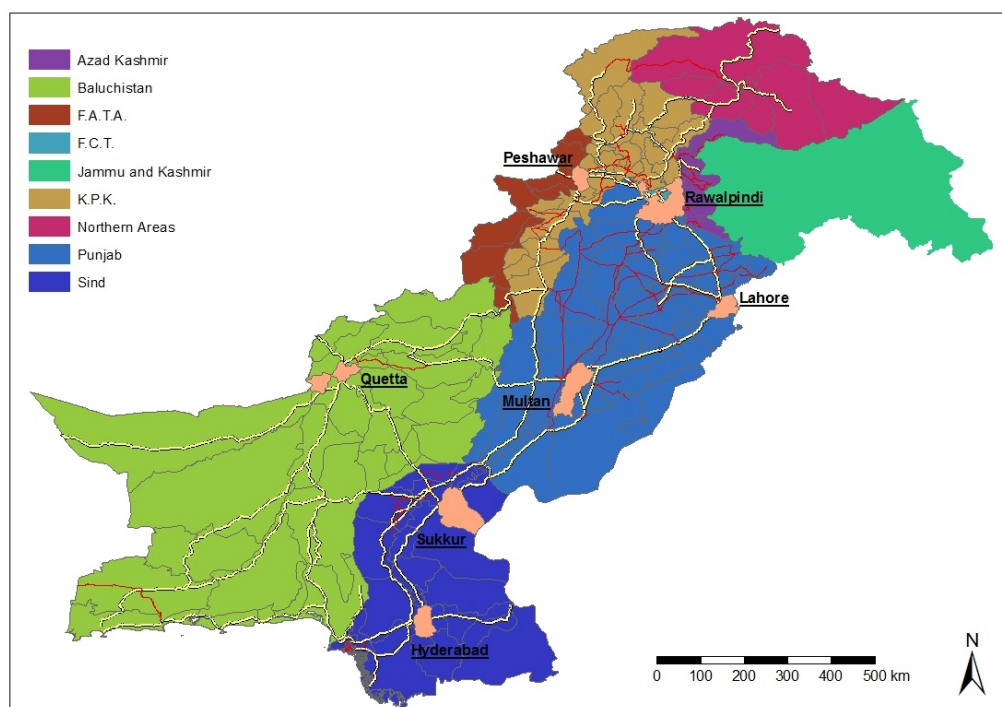 Azad Kashmir
Baluchistan
F.A.T.A.
F.C.T.
Jammu and Kashmir
K.P.K.
Northern Areas
Punjab
Sind
Peshawar
Rawalpindi
Lahore
Quetta
Multan
Sukkur
Hyderabad
N
0 100 200 300 400 500 km